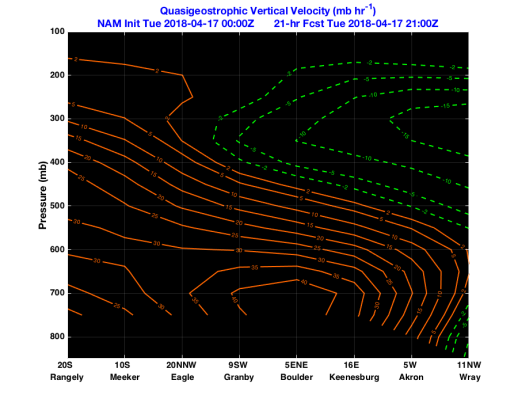 Quasigeostrophic Vertical Velocity (mb hr-1)
NAM Init Tue 2018-04-17 00:00Z 21-hr Fcst Tue 2018-04-17 21:00Z
100
200
300
400
500
600
700
800
Pressure (mb)
20S 10S 20NNW 9SW 5ENE 16E 5W 11NW
Rangely Meeker Eagle Granby Boulder Keenesburg Akron Wray